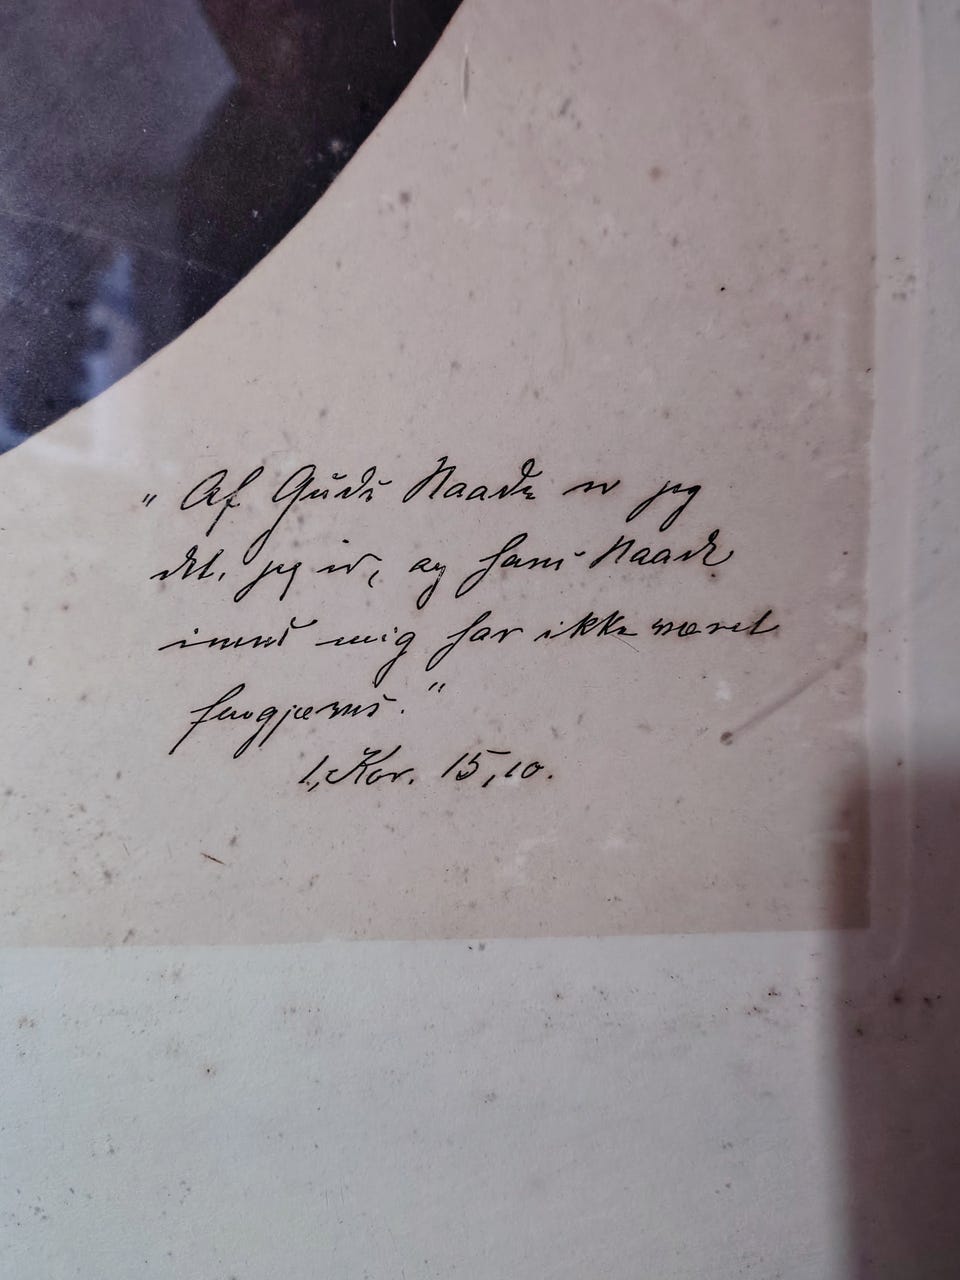 „Af Guds Naade er jeg
det, jeg er, og hans Naade
imod mig har ikke været
forgjæves.”
1, Kor. 15,10.